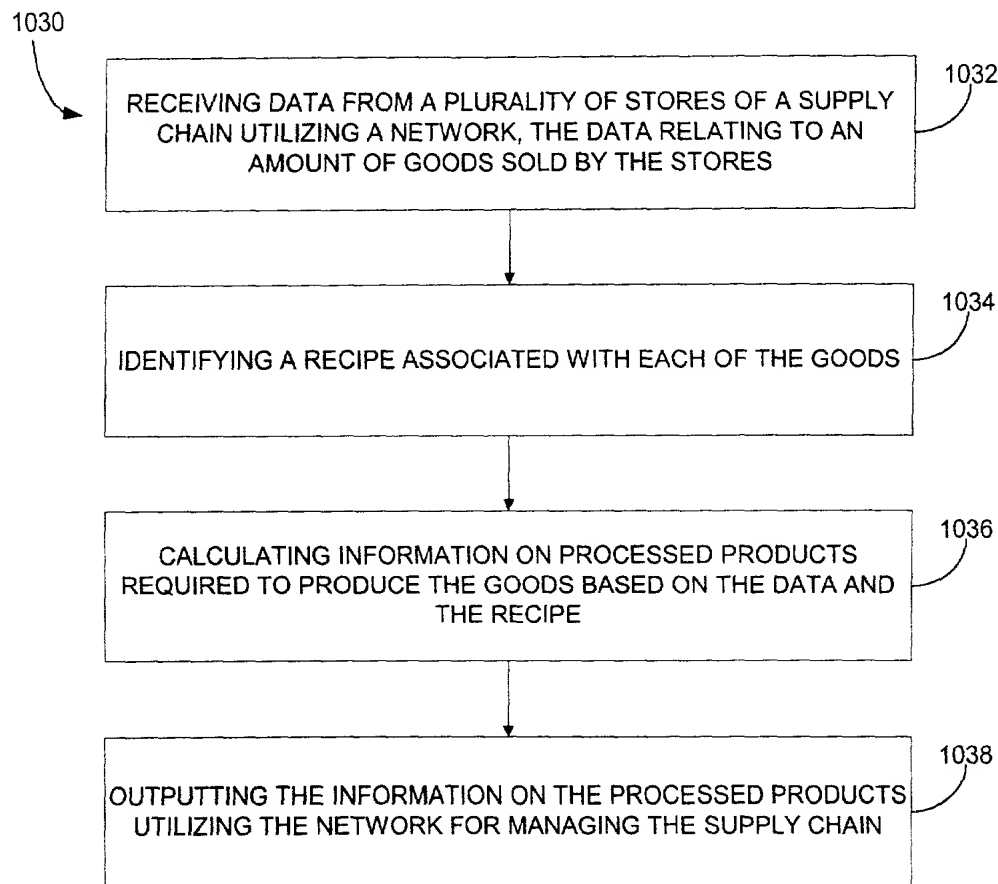 1030
1032
RECEIVING DATA FROM A PLURALITY OF STORES OF A SUPPLY
CHAIN UTILIZING A NETWORK, THE DATA RELATING TO AN
AMOUNT OF GOODS SOLD BY THE STORES
1034
IDENTIFYING A RECIPE ASSOCIATED WITH EACH OF THE GOODS
1036
CALCULATING INFORMATION ON PROCESSED PRODUCTS
REQUIRED TO PRODUCE THE GOODS BASED ON THE DATA AND
THE RECIPE
1038
OUTPUTTING THE INFORMATION ON THE PROCESSED PRODUCTS
UTILIZING THE NETWORK FOR MANAGING THE SUPPLY CHAIN